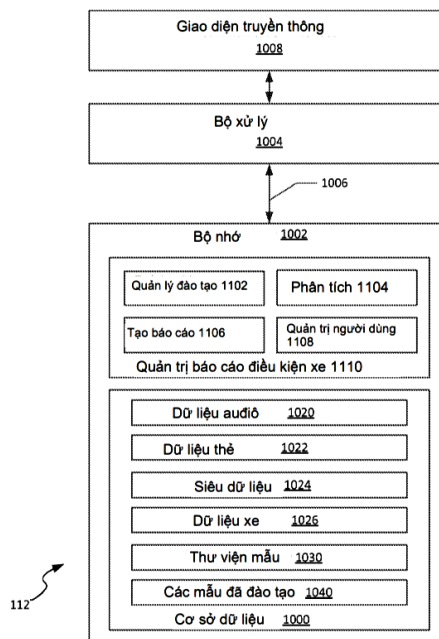 Giao diện truyền thông
1008
Bộ xử lý
1004
1006
Bộ nhớ 1002
Quản lý đào tạo 1102
Phân tích 1104
Tạo báo cáo 1106
Quản trị người dùng
1108
Quản trị báo cáo điều kiện xe 1110
Dữ liệu auđiô 1020
Dữ liệu thẻ 1022
Siêu dữ liệu 1024
Dữ liệu xe 1026
Thư viện mẫu 1030
Các mẫu đã đào tạo 1040
Cơ sở dữ liệu 1000
112